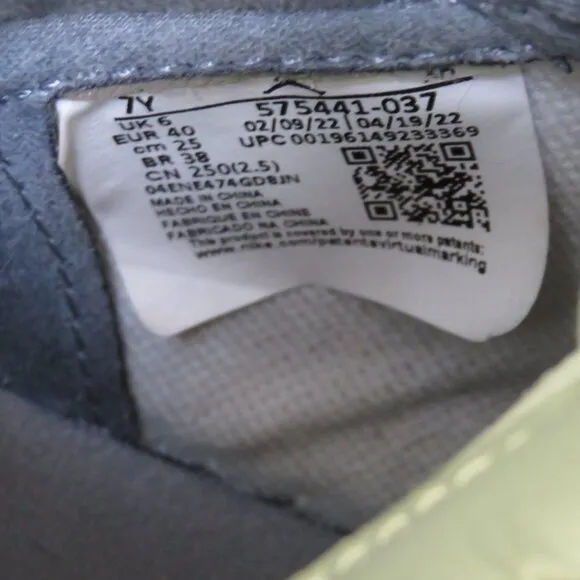 7Y 575441-037
UK 6 02/09/22 04/19/22
EUR 40 UPC 00196149233369
cm 25
BR 38
CN 250(2.5)
04ENE474GD8JN
MADE IN CHINA
HECHO EN CHINA
FABRIQUE EN CHINE
FABRICADO NA CHINA
This product is covered by one or more patents:
www.nike.com/patentsvirtualmarking